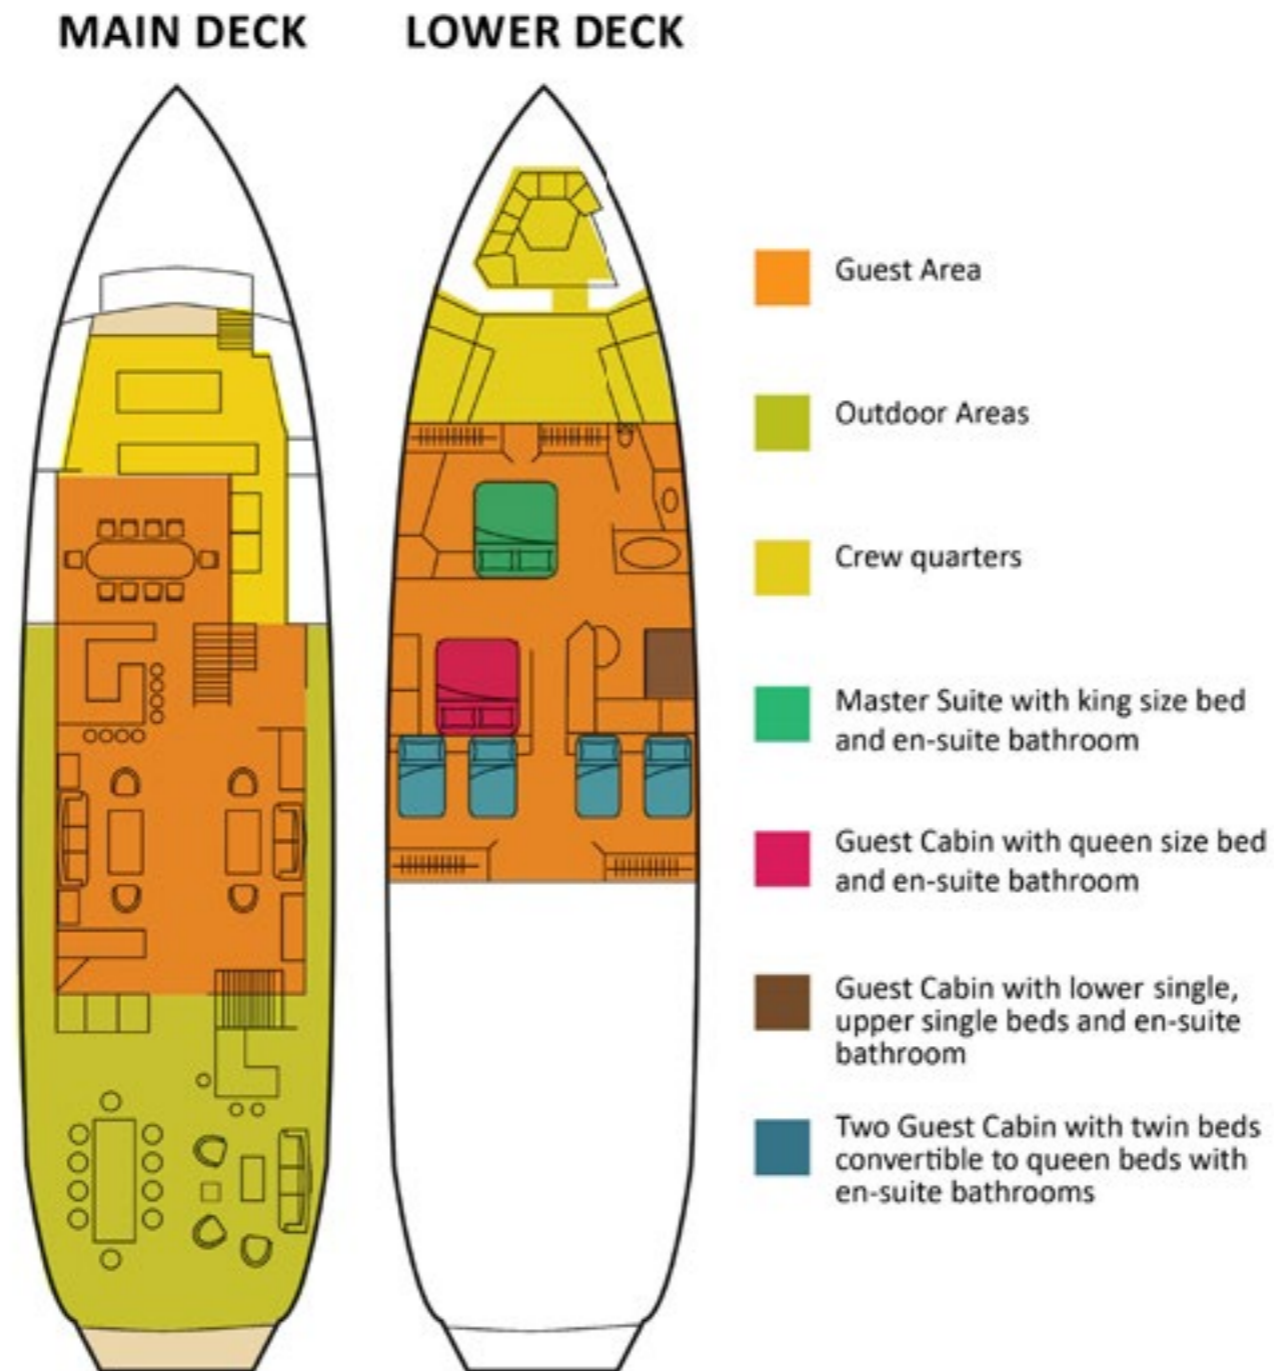 MAIN DECK
LOWER DECK
Guest Area
Outdoor Areas
Crew quarters
Master Suite with king size bed
and en-suite bathroom
Guest Cabin with queen size bed
and en-suite bathroom
Guest Cabin with lower single,
upper single beds and en-suite
bathroom
Two Guest Cabin with twin beds
convertible to queen beds with
en-suite bathrooms